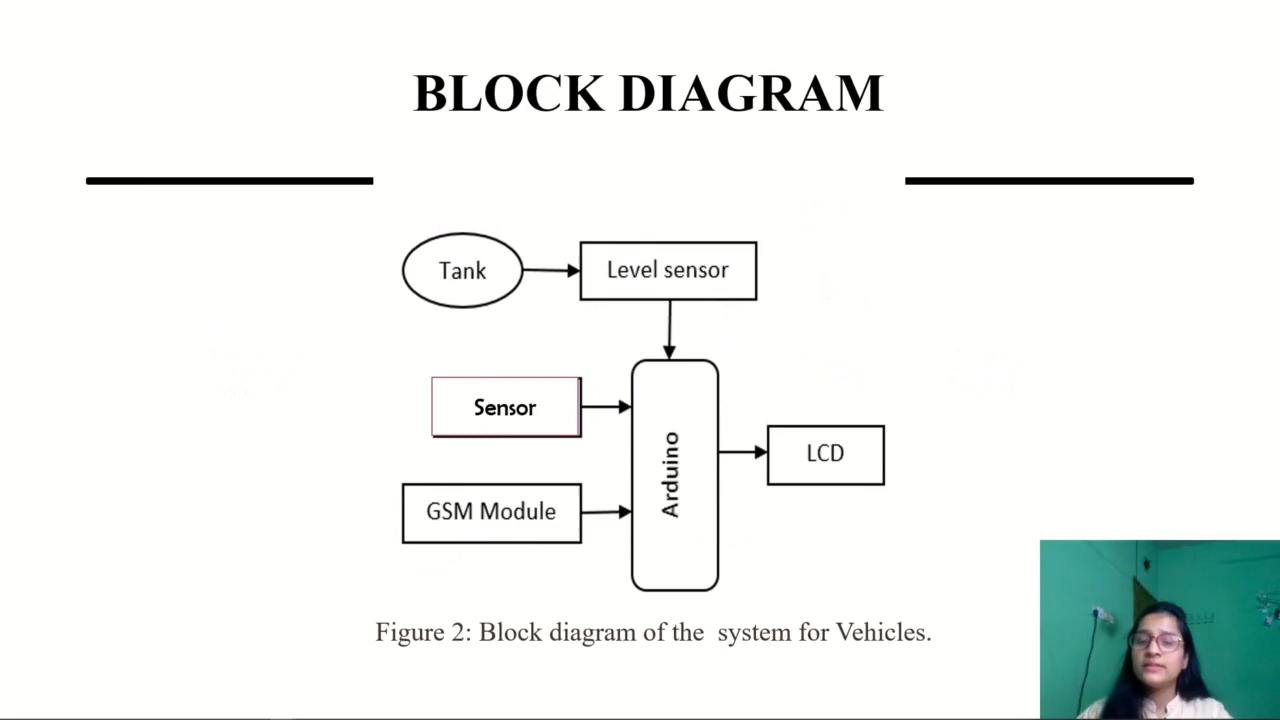 BLOCK DIAGRAM
Tank
Level sensor
Sensor
Arduino
LCD
GSM Module
Figure 2: Block diagram of the  system for Vehicles.